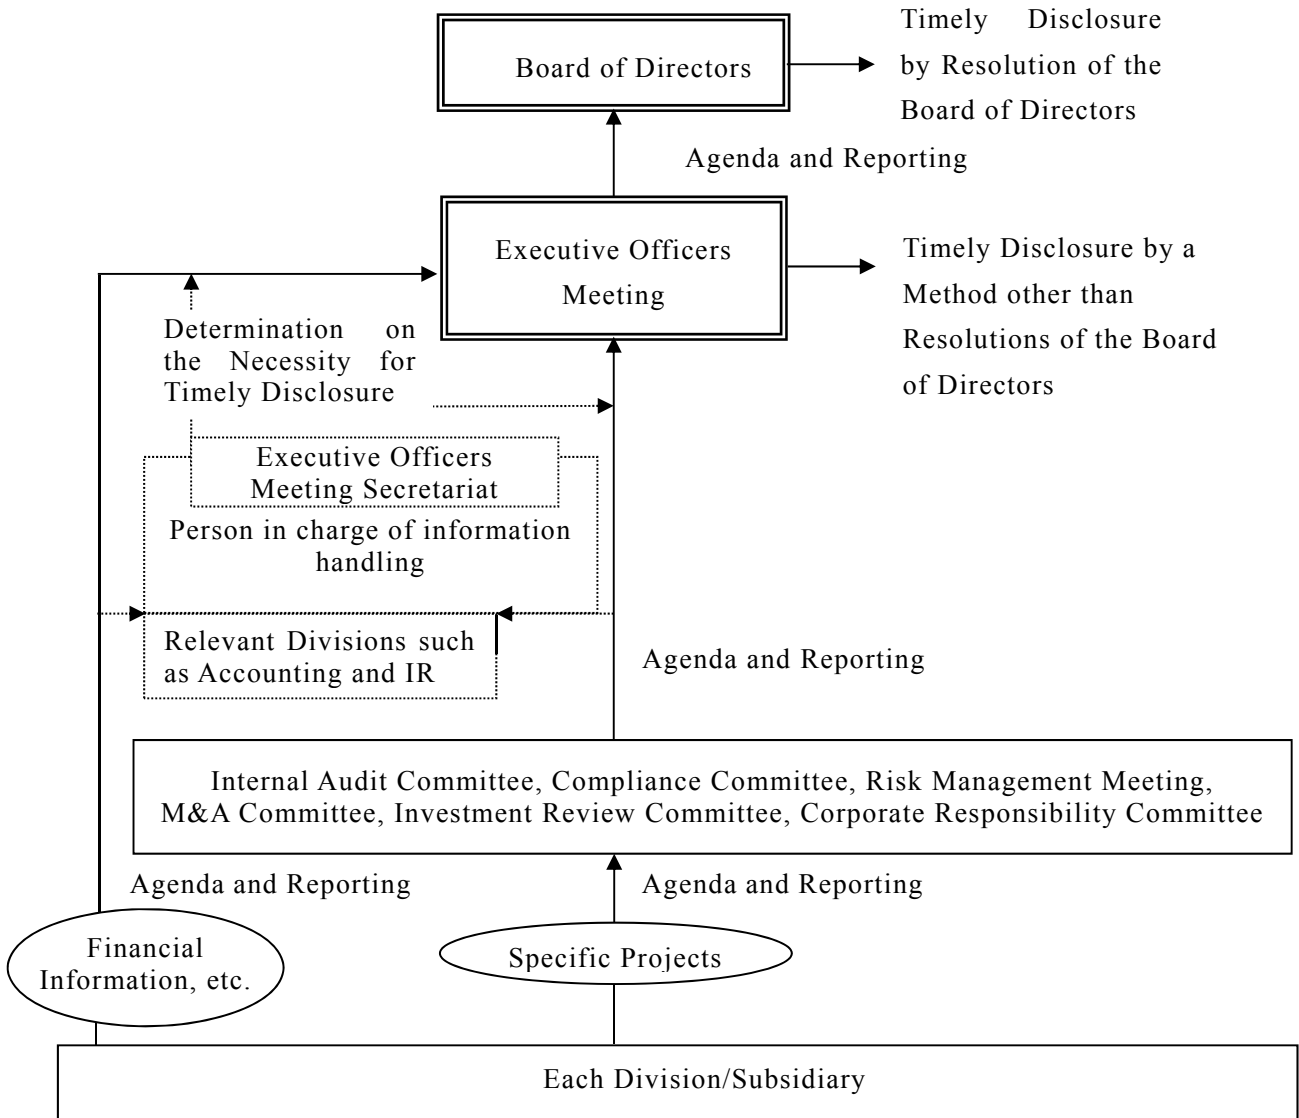 Timely Disclosure
by Resolution of the
Board of Directors
Board of Directors
Agenda and Reporting
Executive Officers
Meeting
Timely Disclosure by a
Method other than
Resolutions of the Board
of Directors
Determination on
the Necessity for
Timely Disclosure
Executive Officers
Meeting Secretariat
Person in charge of information
handling
Relevant Divisions such
as Accounting and IR
Agenda and Reporting
Internal Audit Committee, Compliance Committee, Risk Management Meeting,
M&A Committee, Investment Review Committee, Corporate Responsibility Committee
Agenda and Reporting
Agenda and Reporting
Financial
Information, etc.
Specific Projects
Each Division/Subsidiary